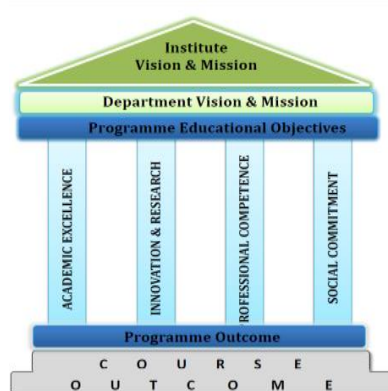 Institute
Vision & Mission
Department Vision & Mission
Programme Educational Objectives
ACADEMIC EXCELLENCE
INNOVATION & RESEARCH
PROFESSIONAL COMPETENCE
SOCIAL COMMITMENT
Programme Outcome
C O U R S E
O U T C O M E